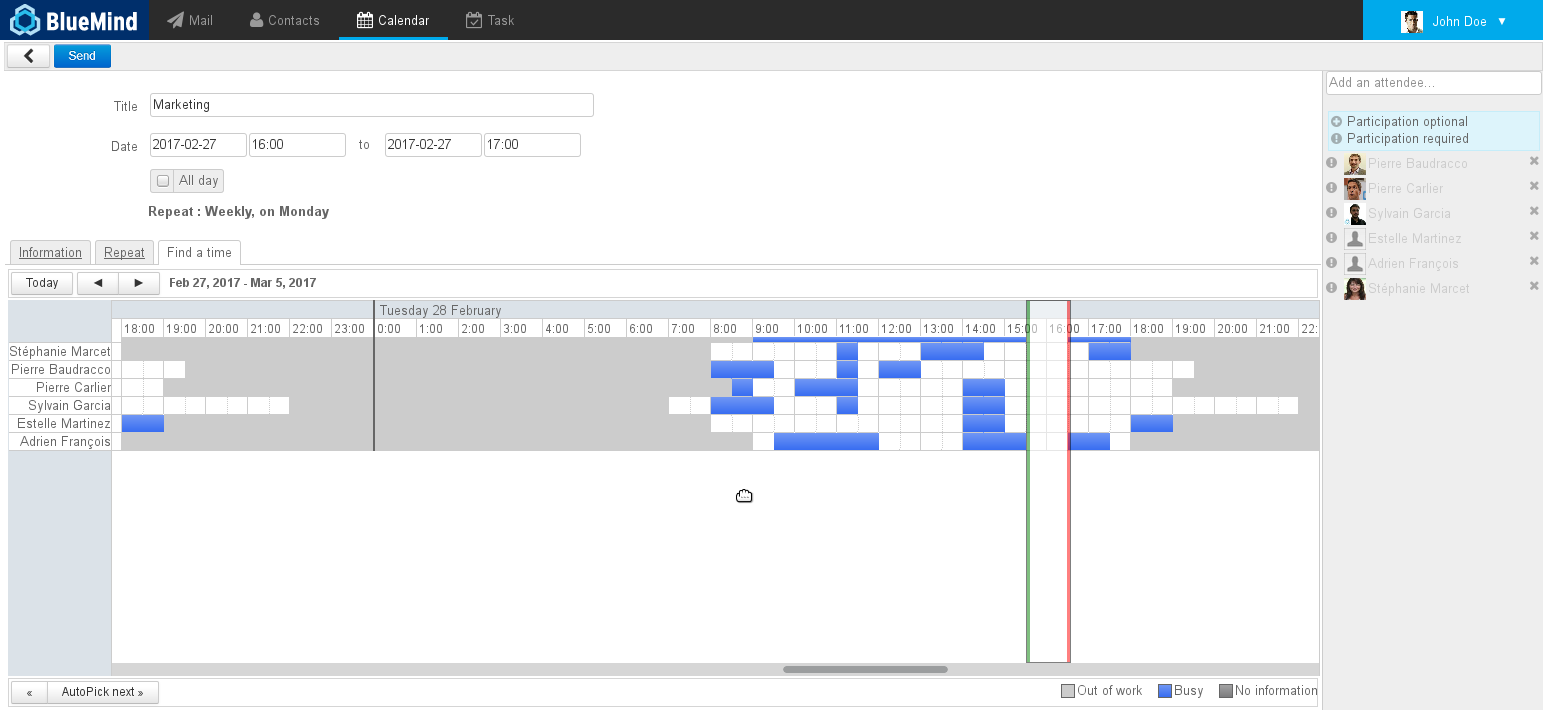 BlueMind Mail Contacts Calendar Task John Doe ▼
Send
Add an attendee...
Title Marketing
Participation optional
Date 2017-02-27 16:00 to 2017-02-27 17:00
Participation required
All day
Repeat : Weekly, on Monday
Pierre Baudracco
Pierre Carlier
Sylvain Garcia
Estelle Martinez
Adrien François
Stéphanie Marcet
Information Repeat Find a time
Today ◄ ► Feb 27, 2017 - Mar 5, 2017
Tuesday 28 February
18:00 19:00 20:00 21:00 22:00 23:00 0:00 1:00 2:00 3:00 4:00 5:00 6:00 7:00 8:00 9:00 10:00 11:00 12:00 13:00 14:00 15:00 16:00 17:00 18:00 19:00 20:00 21:00 22:
Stéphanie Marcet
Pierre Baudracco
Pierre Carlier
Sylvain Garcia
Estelle Martinez
Adrien François
« AutoPick next » Out of work Busy No information